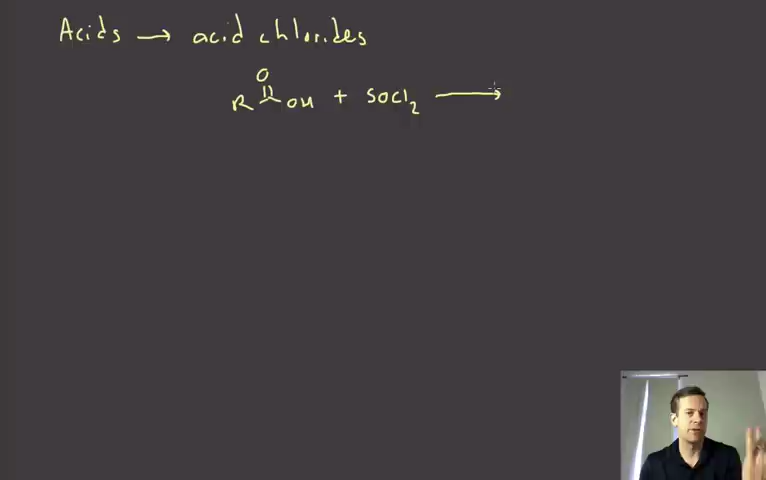 Acids → acid chlorides
O
R OH + SOCl2 →